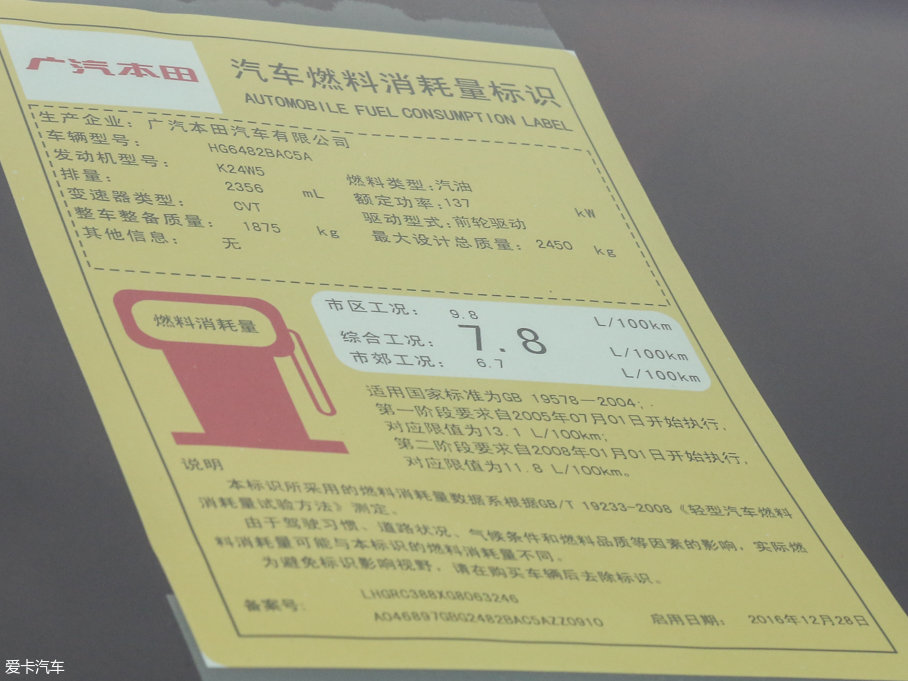 广汽本田
汽车燃料消耗量标识
AUTOMOBILE FUEL CONSUMPTION LABEL
生产企业: 广汽本田汽车有限公司
车辆型号: HG6482BAC5A
发动机型号: K24W5 燃料类型:汽油
排量: 2356 mL 额定功率:137 kW
变速器类型: CVT 驱动型式:前轮驱动
整车整备质量: 1875 kg 最大设计总质量: 2450 kg
其他信息: 无
燃料消耗量
市区工况: 9.8 L/100km
综合工况: 7.8 L/100km
市郊工况: 6.7 L/100km
适用国家标准为GB 19578—2004;
第一阶段要求自2005年07月01日开始执行,
对应限值为13.1 L/100km;
第二阶段要求自2008年01月01日开始执行,
对应限值为11.8 L/100km。
说明
本标识所采用的燃料消耗量数据系根据GB/T 19233-2008《轻型汽车燃料
消耗量试验方法》测定。
由于驾驶习惯、道路状况、气候条件和燃料品质等因素的影响,实际燃
料消耗量可能与本标识的燃料消耗量不同。
为避免标识影响视野,请在购买车辆后去除标识。
备案号: LHGRC388XG8063246
A046897GBG2482BAC5AZZ0910 启用日期: 2016年12月28日
爱卡汽车